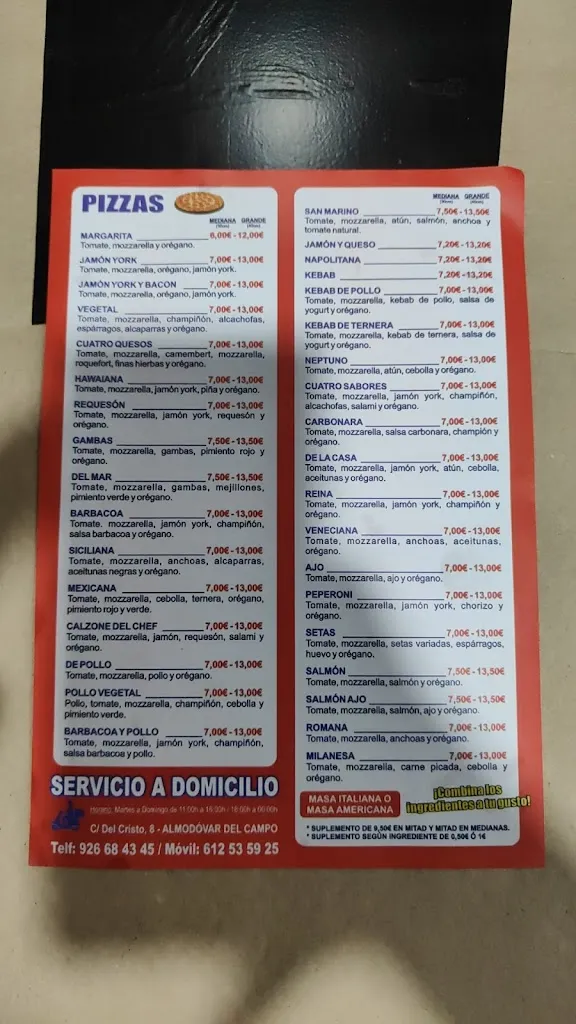 PIZZAS
MEDIANA GRANDE
MARGARITA 6,00€ - 12,00€
Tomate, mozzarella y orégano.
JAMÓN YORK 7,00€ - 13,00€
Tomate, mozzarella, orégano, jamón york.
JAMÓN YORK Y BACON 7,00€ - 13,00€
Tomate, mozzarella, orégano, jamón york.
VEGETAL 7,00€ - 13,00€
Tomate, mozzarella, champiñón, alcachofas,
espárragos, alcaparras y orégano.
CUATRO QUESOS 7,00€ - 13,00€
Tomate, mozzarella, camembert, mozzarella,
roquefort, finas hierbas y orégano.
HAWAIANA 7,00€ - 13,00€
Tomate, mozzarella, jamón york, piña y orégano.
REQUESÓN 7,00€ - 13,00€
Tomate, mozzarella, jamón york, requesón y
orégano.
GAMBAS 7,50€ - 13,50€
Tomate, mozzarella, gambas, pimiento rojo y
orégano.
DEL MAR 7,50€ - 13,50€
Tomate, mozzarella, gambas, mejillones,
pimiento verde y orégano.
BARBACOA 7,00€ - 13,00€
Tomate. mozzarella, jamón york, champiñón,
salsa barbacoa y orégano.
SICILIANA 7,00€ - 13,00€
Tomate, mozzarella, anchoas, alcaparras,
aceitunas negras y orégano.
MEXICANA 7,00€ - 13,00€
Tomate, mozzarella, cebolla, ternera, orégano,
pimiento rojo y verde.
CALZONE DEL CHEF 7,00€ - 13,00€
Tomate, mozzarella, jamón, requesón, salami y
orégano.
DE POLLO 7,00€ - 13,00€
Tomate, mozzarella, pollo y orégano.
POLLO VEGETAL 7,00€ - 13,00€
Pollo, tomate, mozzarella, champiñón, cebolla y
pimiento verde.
BARBACOA Y POLLO 7,00€ - 13,00€
Tomate, mozzarella, jamón york, champiñón,
salsa barbacoa y pollo.
SERVICIO A DOMICILIO
Martes a Domingo de
C/ Del Cristo, 8 - ALMODÓVAR DEL CAMPO
Telf: 926 68 43 45 / Móvil: 612 53 59 25
MEDIANA GRANDE
SAN MARINO 7,50€ - 13,50€
Tomate, mozzarella, atún, salmón, anchoa y
tomate natural.
JAMÓN Y QUESO 7,20€ - 13,20€
NAPOLITANA 7,20€ - 13,20€
KEBAB 7,20€ - 13,20€
KEBAB DE POLLO 7,00€ - 13,00€
Tomate, mozzarella, kebab de pollo, salsa de
yogurt y orégano.
KEBAB DE TERNERA 7,00€ - 13,00€
Tomate, mozzarella, kebab de ternera, salsa de
yogurt y orégano.
NEPTUNO 7,00€ - 13,00€
Tomate, mozzarella, atún, cebolla y orégano.
CUATRO SABORES 7,00€ - 13,00€
Tomate, mozzarella, jamón york, champiñón,
alcachofas, salami y orégano.
CARBONARA 7,00€ - 13,00€
Tomate, mozzarella, salsa carbonara, champión y
orégano.
DE LA CASA 7,00€ - 13,00€
Tomate, mozzarella, jamón york, atún, cebolla,
aceitunas y orégano.
REINA 7,00€ - 13,00€
Tomate, mozzarella, jamón york, champiñón y
orégano.
VENECIANA 7,00€ - 13,00€
Tomate, mozzarella, anchoas, aceitunas,
orégano.
AJO 7,00€ - 13,00€
Tomate, mozzarella, ajo y orégano.
PEPERONI 7,00€ - 13,00€
Tomate, mozzarella, jamón york, chorizo y
orégano.
SETAS 7,00€ - 13,00€
Tomate, mozzarella, setas variadas, espárragos,
huevo y orégano.
SALMÓN 7,50€ - 13,50€
Tomate, mozzarella, salmón y orégano.
SALMÓN AJO 7,50€ - 13,50€
Tomate, mozzarella, salmón, ajo y orégano.
ROMANA 7,00€ - 13,00€
Tomate, mozzarella, anchoas y orégano.
MILANESA 7,00€ - 13,00€
Tomate, mozzarella, carne picada, cebolla y
orégano.
MASA ITALIANA O
MASA AMERICANA
¡Combina los
ingredientes a tu gusto!
* SUPLEMENTO DE 9,50€ EN MITAD Y MITAD EN MEDIANAS.
* SUPLEMENTO SEGÚN INGREDIENTE DE 0,50€ Ó 1€